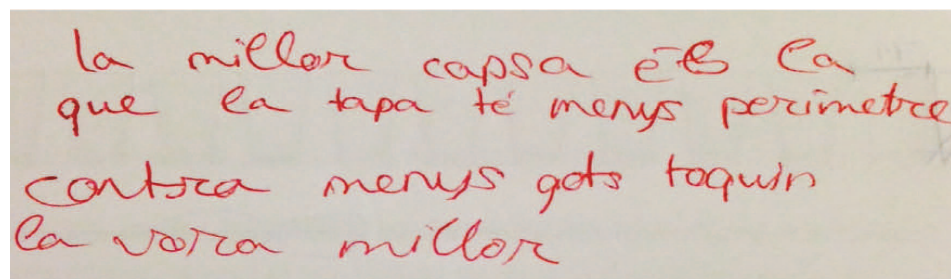 la millor capsa és la
que la tapa té menys perímetre
contra menys gots toquin
la vora millor